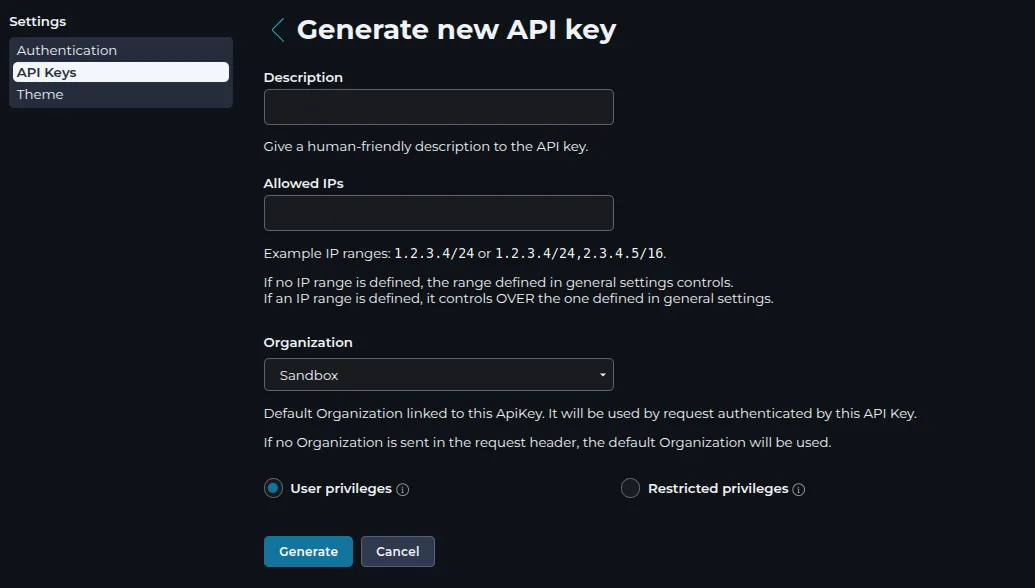 Settings
Authentication
API Keys
Theme
Generate new API key
Description
Give a human-friendly description to the API key.
Allowed IPs
Example IP ranges: 1.2.3.4/24 or 1.2.3.4/24,2.3.4.5/16.
If no IP range is defined, the range defined in general settings controls.
If an IP range is defined, it controls OVER the one defined in general settings.
Organization
Sandbox
Default Organization linked to this ApiKey. It will be used by request authenticated by this API Key.
If no Organization is sent in the request header, the default Organization will be used.
User privileges
Restricted privileges
Generate
Cancel